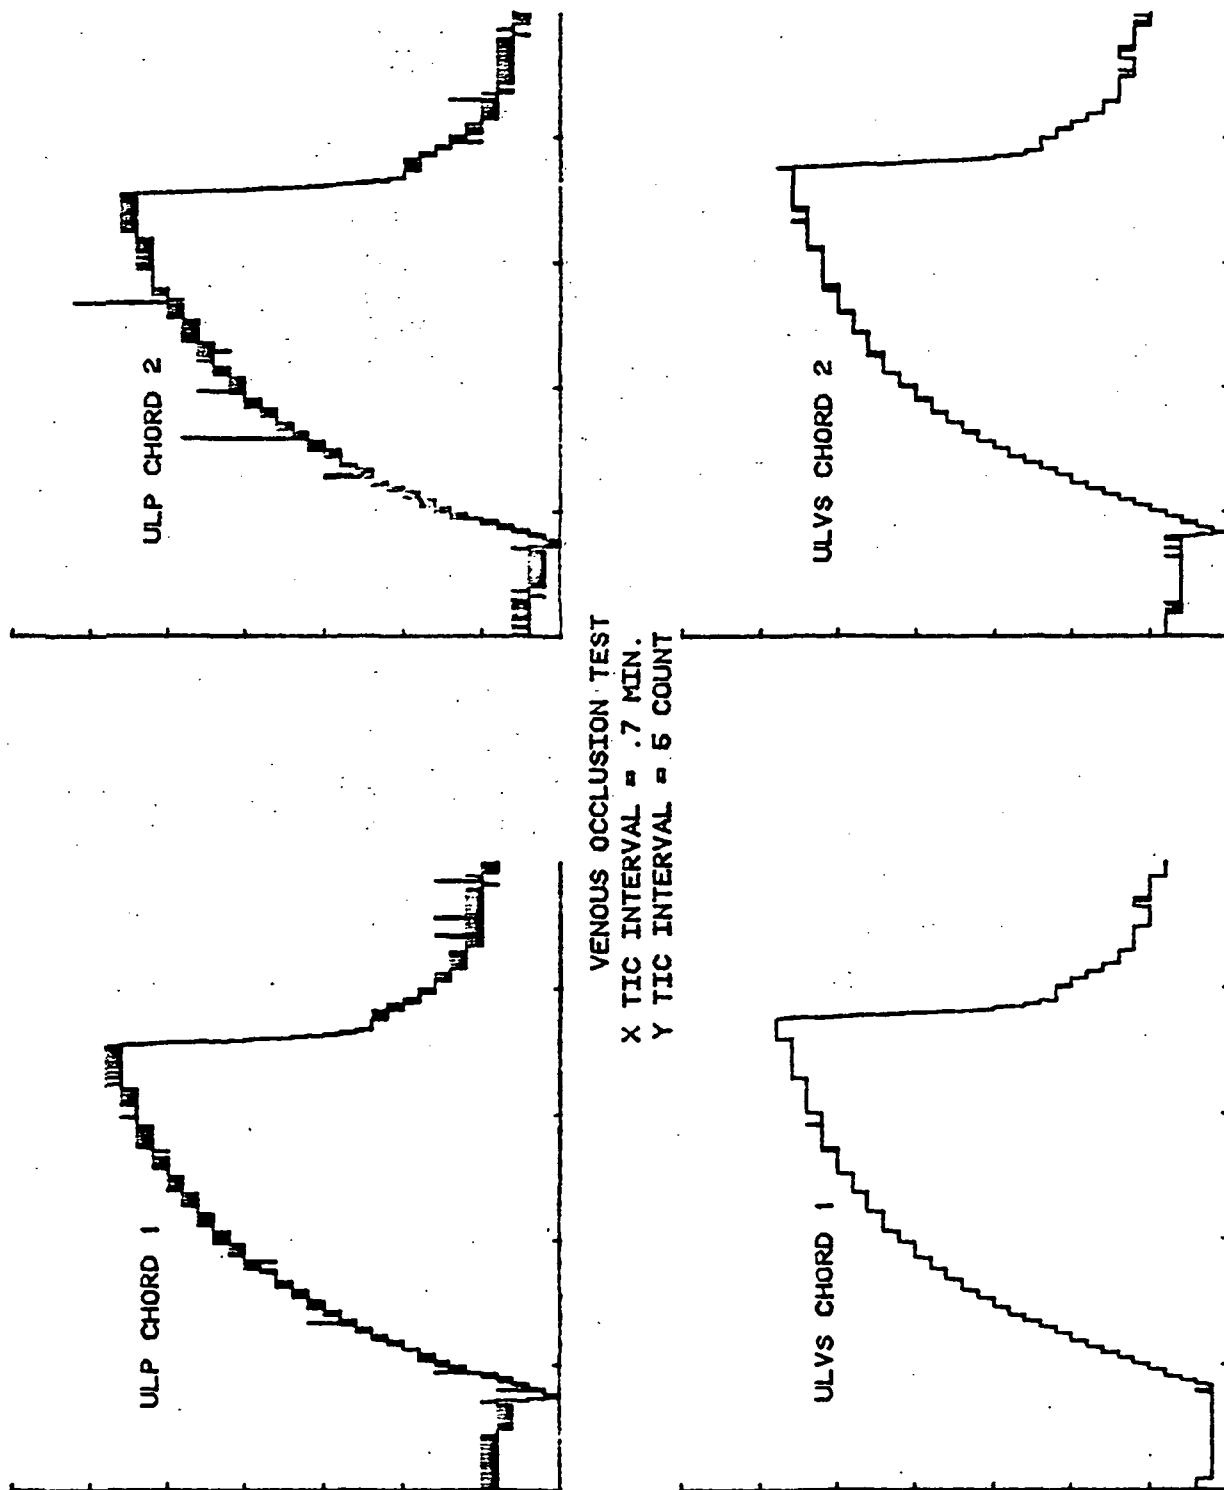 ULP CHORD 1
ULP CHORD 2
VENOUS OCCLUSION TEST
X TIC INTERVAL = .7 MIN.
Y TIC INTERVAL = 5 COUNT
ULVS CHORD 1
ULVS CHORD 2